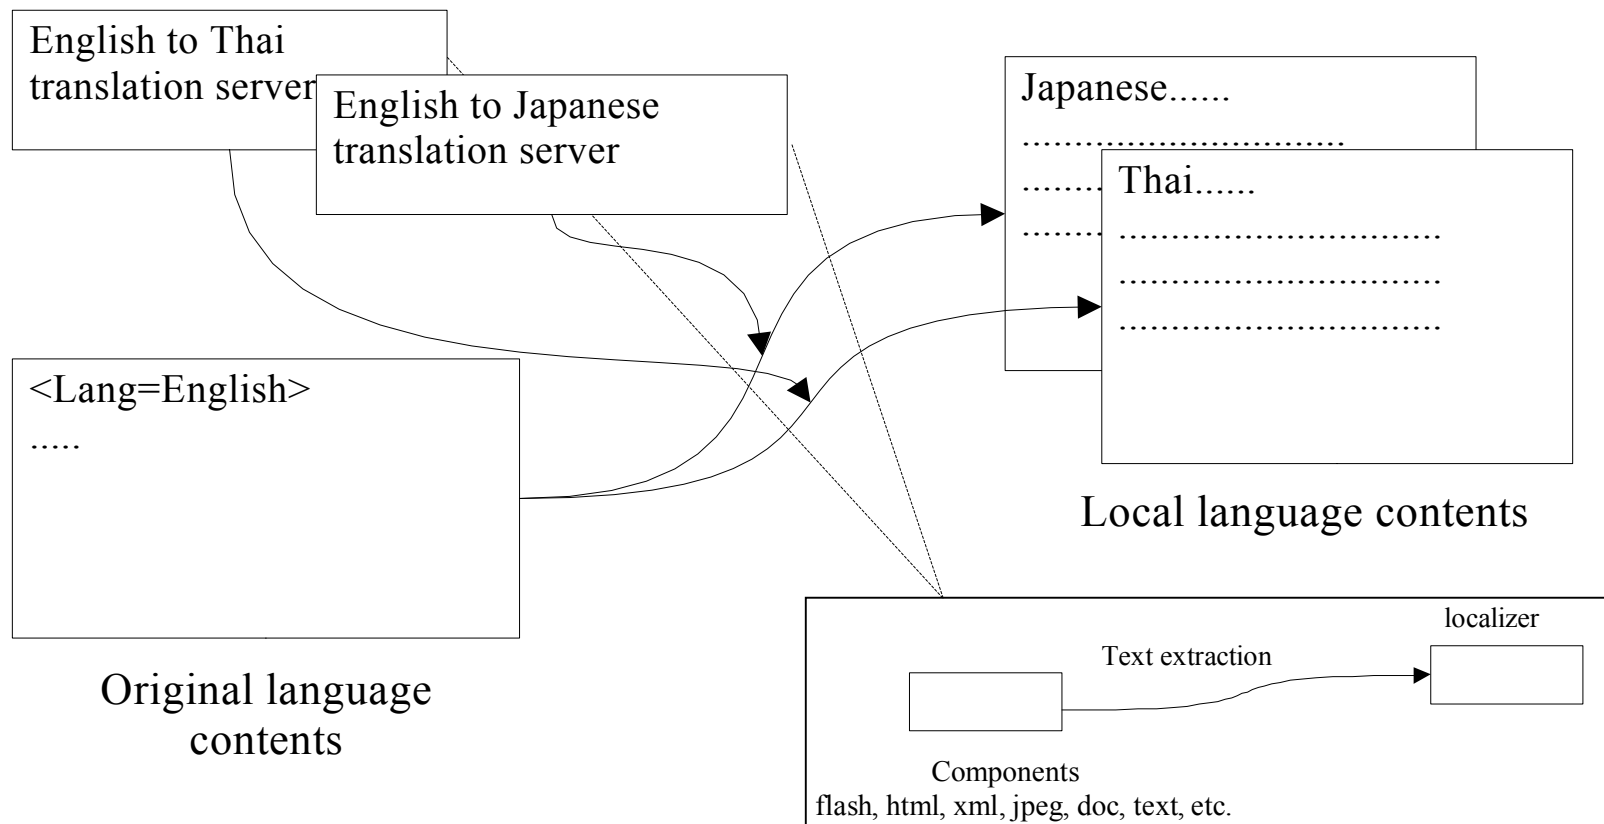 English to Thai
translation server
English to Japanese
translation server
Japanese......
.............................
.......
.......
Thai......
.............................
.............................
.............................
<Lang=English>
.....
Local language contents
Original language
contents
localizer
Text extraction
Components
flash, html, xml, jpeg, doc, text, etc.